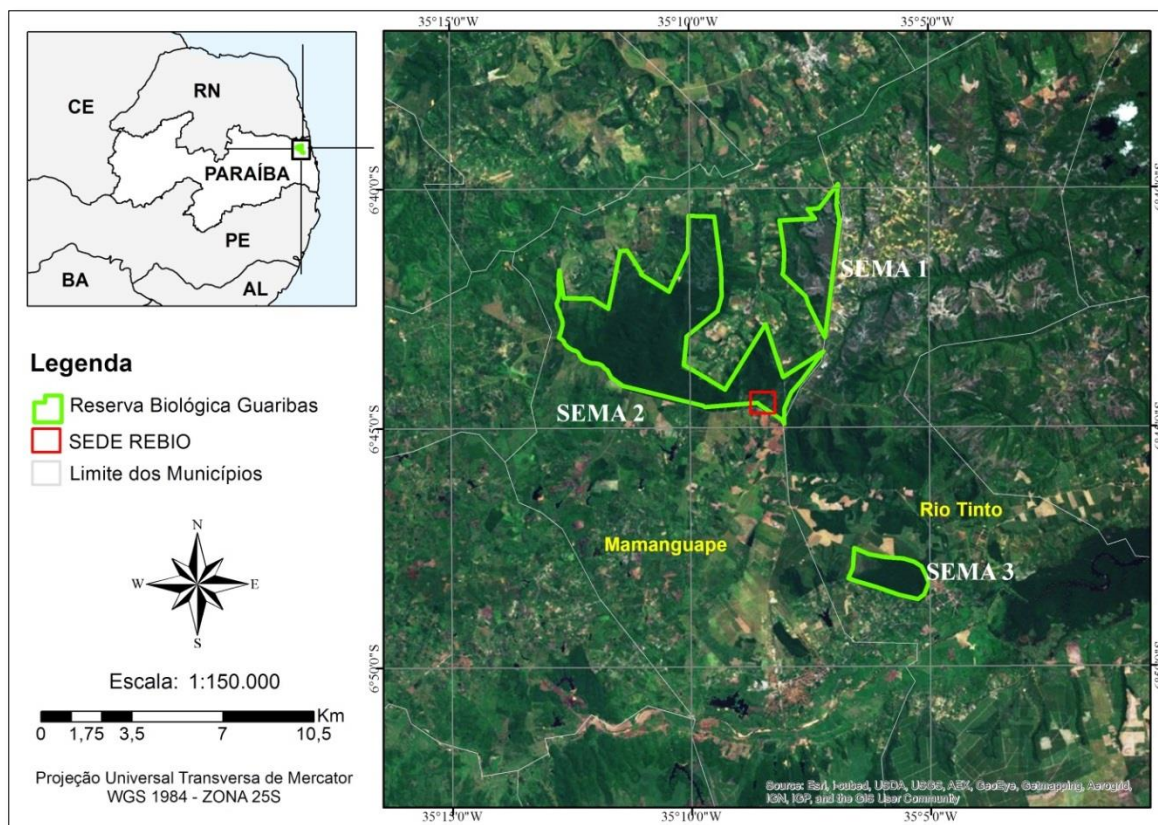 CE
RN
PARAÍBA
PE
BA
AL
Legenda
Reserva Biológica Guaribas
SEDE REBIO
Limite dos Municípios
N
W
E
S
Escala: 1:150.000
Km
0 1,75 3,5 7 10,5
Projeção Universal Transversa de Mercator
WGS 1984 - ZONA 25S
35°15'0"W 35°10'0"W 35°5'0"W
6°40'0"S
6°45'0"S
6°50'0"S
SEMA 1
SEMA 2
Rio Tinto
Mamanguape
SEMA 3
Source: Esri, i-cubed, USDA, USGS, AEX, GeoEye, Getmapping, Aerogrid,
IGN, IGP, and the GIS User Community
35°15'0"W 35°10'0"W 35°5'0"W